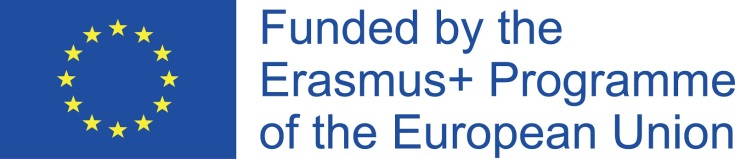 Funded by the
Erasmus+ Programme
of the European Union